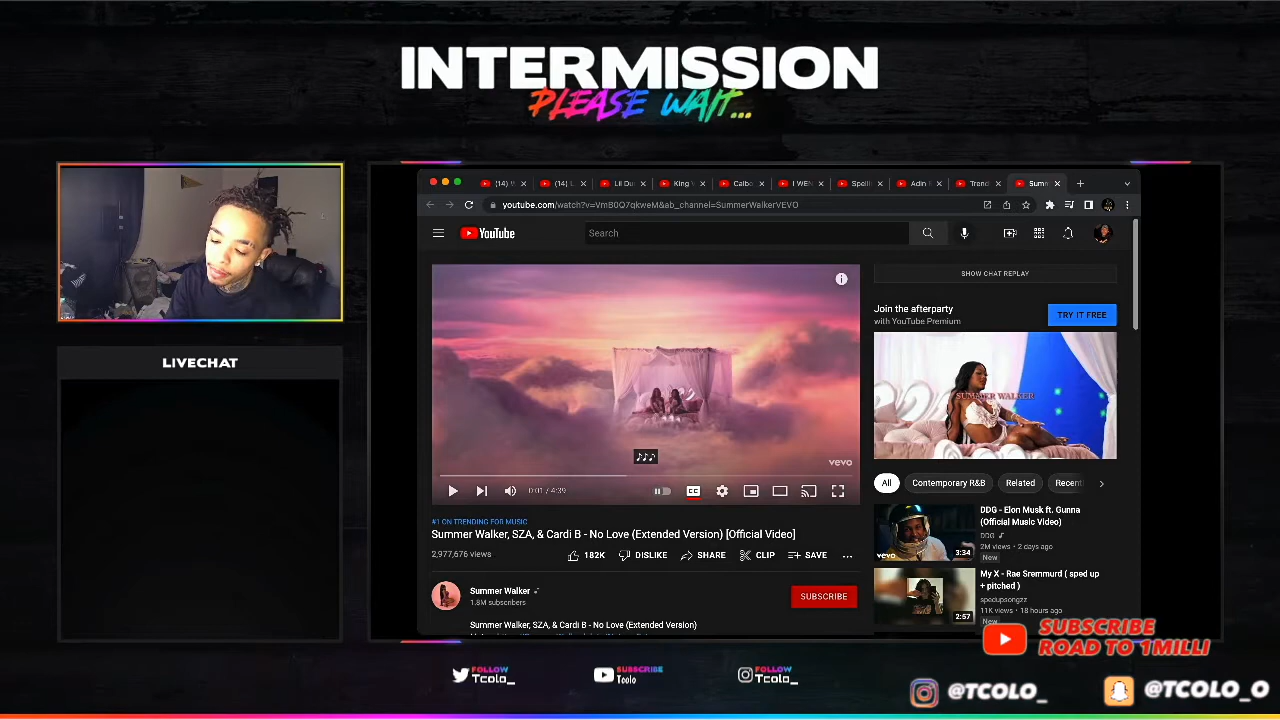 INTERMISSION
PLEASE WAIT...
LIVECHAT
youtube.com/watch?v=VmB0Q7qkweM&ab_channel=SummerWalkerVEVO
YouTube
Search
SHOW CHAT REPLAY
Join the afterparty
with YouTube Premium
TRY IT FREE
SUMMER WALKER
♪♪♪
vevo
0:01 / 4:39
CC
All
Contemporary R&B
Related
#1 ON TRENDING FOR MUSIC
Summer Walker, SZA, & Cardi B - No Love (Extended Version) [Official Video]
2,977,676 views
182K
DISLIKE
SHARE
CLIP
SAVE
...
DDG - Elon Musk ft. Gunna
(Official Music Video)
DDG
2M views • 2 days ago
New
vevo
3:34
My X - Rae Sremmurd ( sped up
+ pitched )
spedupsongzz
11K views • 18 hours ago
New
2:57
Summer Walker
1.8M subscribers
SUBSCRIBE
Summer Walker, SZA, & Cardi B - No Love (Extended Version)
SUBSCRIBE
ROAD TO 1MILLI
FOLLOW
Tcolo_
SUBSCRIBE
Tcolo
FOLLOW
Tcolo_
@TCOLO_
@TCOLO_O